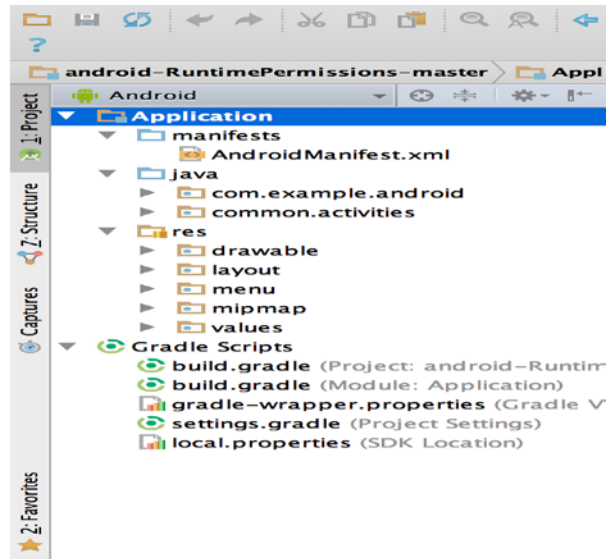 ?
android-RuntimePermissions-master
Appl
Android
1: Project
Z: Structure
Captures
2: Favorites
Application
manifests
AndroidManifest.xml
java
com.example.android
common.activities
res
drawable
layout
menu
mipmap
values
Gradle Scripts
build.gradle (Project: android-Runtim
build.gradle (Module: Application)
gradle-wrapper.properties (Gradle V
settings.gradle (Project Settings)
local.properties (SDK Location)